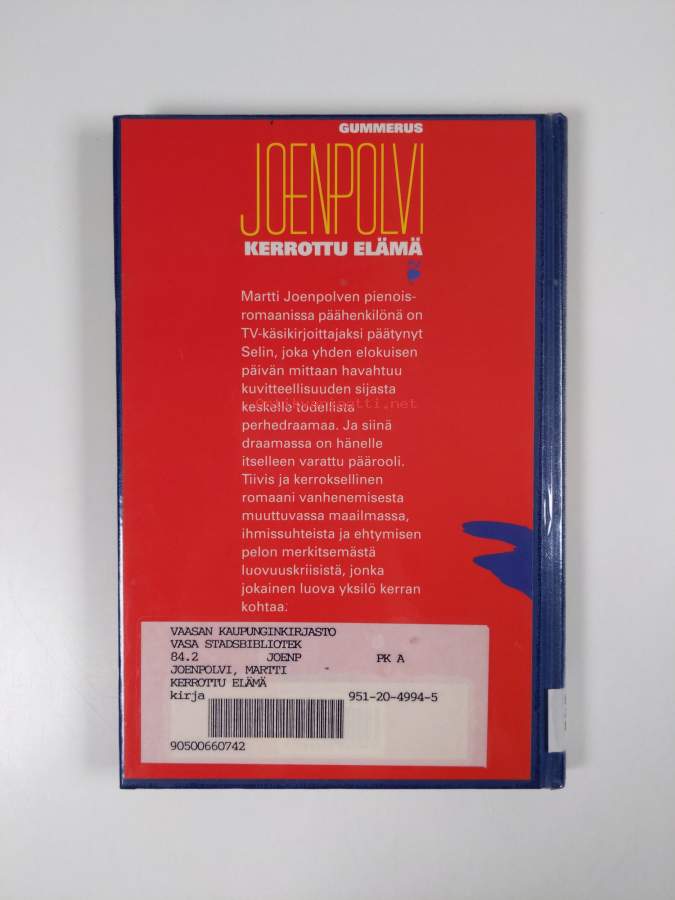 GUMMERUS
JOENPOLVI
KERROTTU ELÄMÄ
Martti Joenpolven pienois-
romaanissa päähenkilönä on
TV-käsikirjoittajaksi päätynyt
Selin, joka yhden elokuisen
päivän mittaan havahtuu
kuvitteellisuuden sijasta
keskelle todellista
perhedraamaa. Ja siinä
draamassa on hänelle
itselleen varattu päärooli.
Tiivis ja kerroksellinen
romaani vanhenemisesta
muuttuvassa maailmassa,
ihmissuhteista ja ehtymisen
pelon merkitsemästä
luovuuskriisistä, jonka
jokainen luova yksilö kerran
kohtaa.
VAASAN KAUPUNGINKIRJASTO
VASA STADSBIBLIOTEK
84.2 JOENP PK A
JOENPOLVI, MARTTI
KERROTTU ELÄMÄ
kirja 951-20-4994-5
90500660742